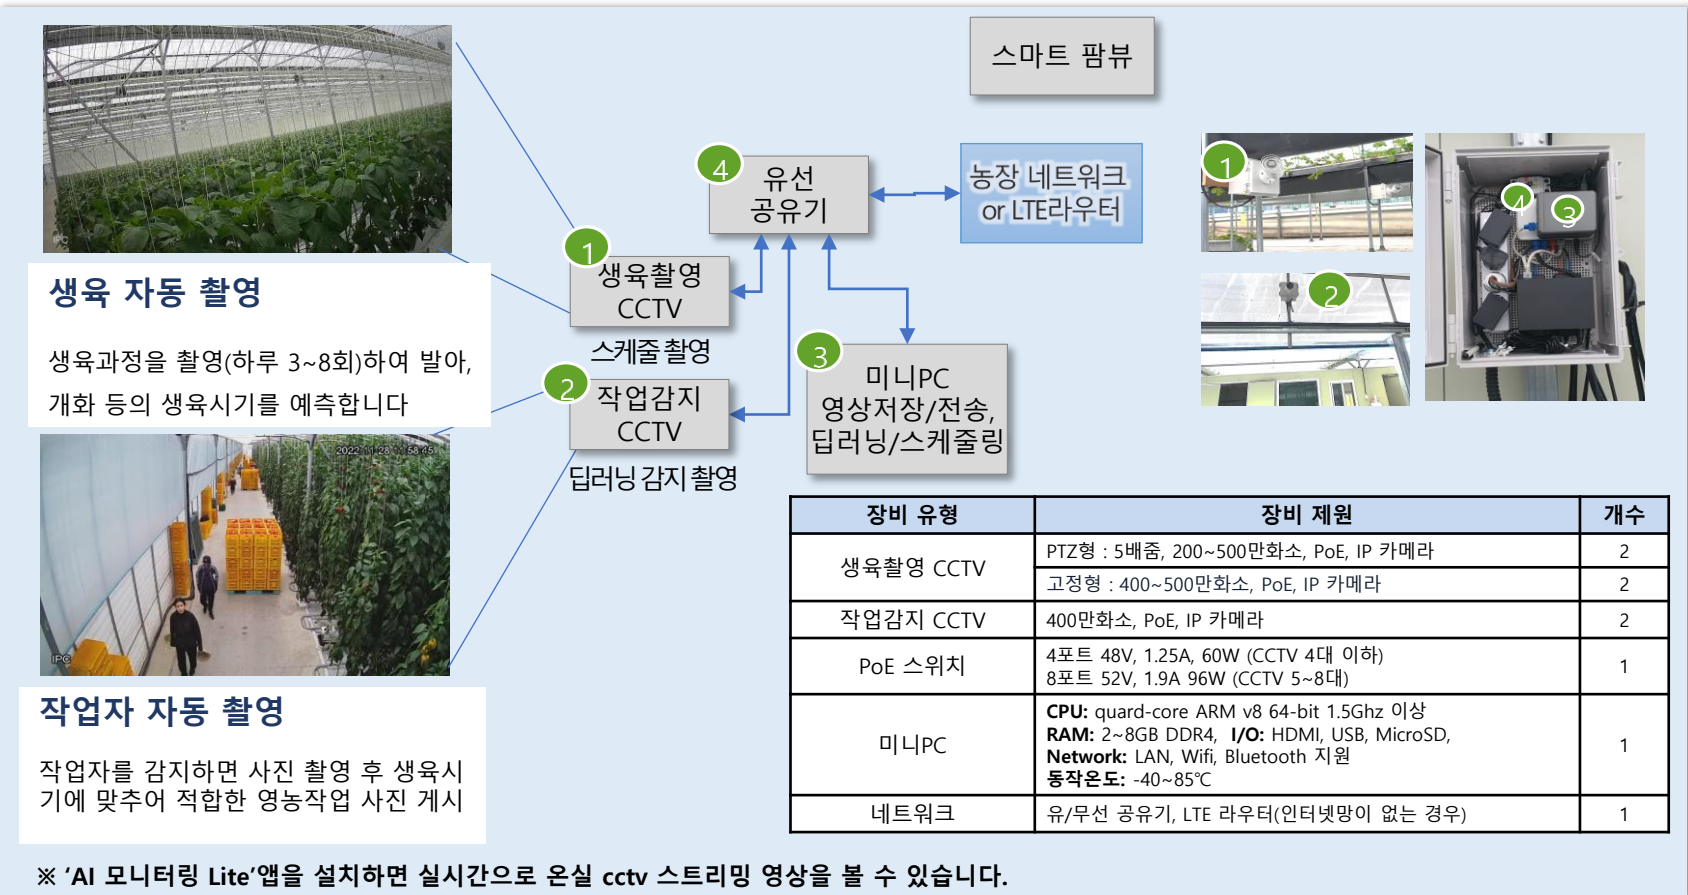 스마트 팜뷰
4
유선
공유기
농장 네트워크
or LTE라우터
1
생육촬영
CCTV
스케줄 촬영
2
작업감지
CCTV
딥러닝 감지 촬영
3
미니PC
영상저장/전송,
딥러닝/스케줄링
1
2
4
3
IPC
생육 자동 촬영
생육과정을 촬영(하루 3~8회)하여 발아,
개화 등의 생육시기를 예측합니다
2022-11-28 11:58:45
IPC
작업자 자동 촬영
작업자를 감지하면 사진 촬영 후 생육시
기에 맞추어 적합한 영농작업 사진 게시
장비 유형 장비 제원 개수
생육촬영 CCTV PTZ형 : 5배줌, 200~500만화소, PoE, IP 카메라 2
고정형 : 400~500만화소, PoE, IP 카메라 2
작업감지 CCTV 400만화소, PoE, IP 카메라 2
PoE 스위치 4포트 48V, 1.25A, 60W (CCTV 4대 이하) 1
8포트 52V, 1.9A 96W (CCTV 5~8대)
미니PC CPU: quard-core ARM v8 64-bit 1.5Ghz 이상 1
RAM: 2~8GB DDR4, I/O: HDMI, USB, MicroSD,
Network: LAN, Wifi, Bluetooth 지원
동작온도: -40~85℃
네트워크 유/무선 공유기, LTE 라우터(인터넷망이 없는 경우) 1
※ ‘AI 모니터링 Lite’앱을 설치하면 실시간으로 온실 cctv 스트리밍 영상을 볼 수 있습니다.